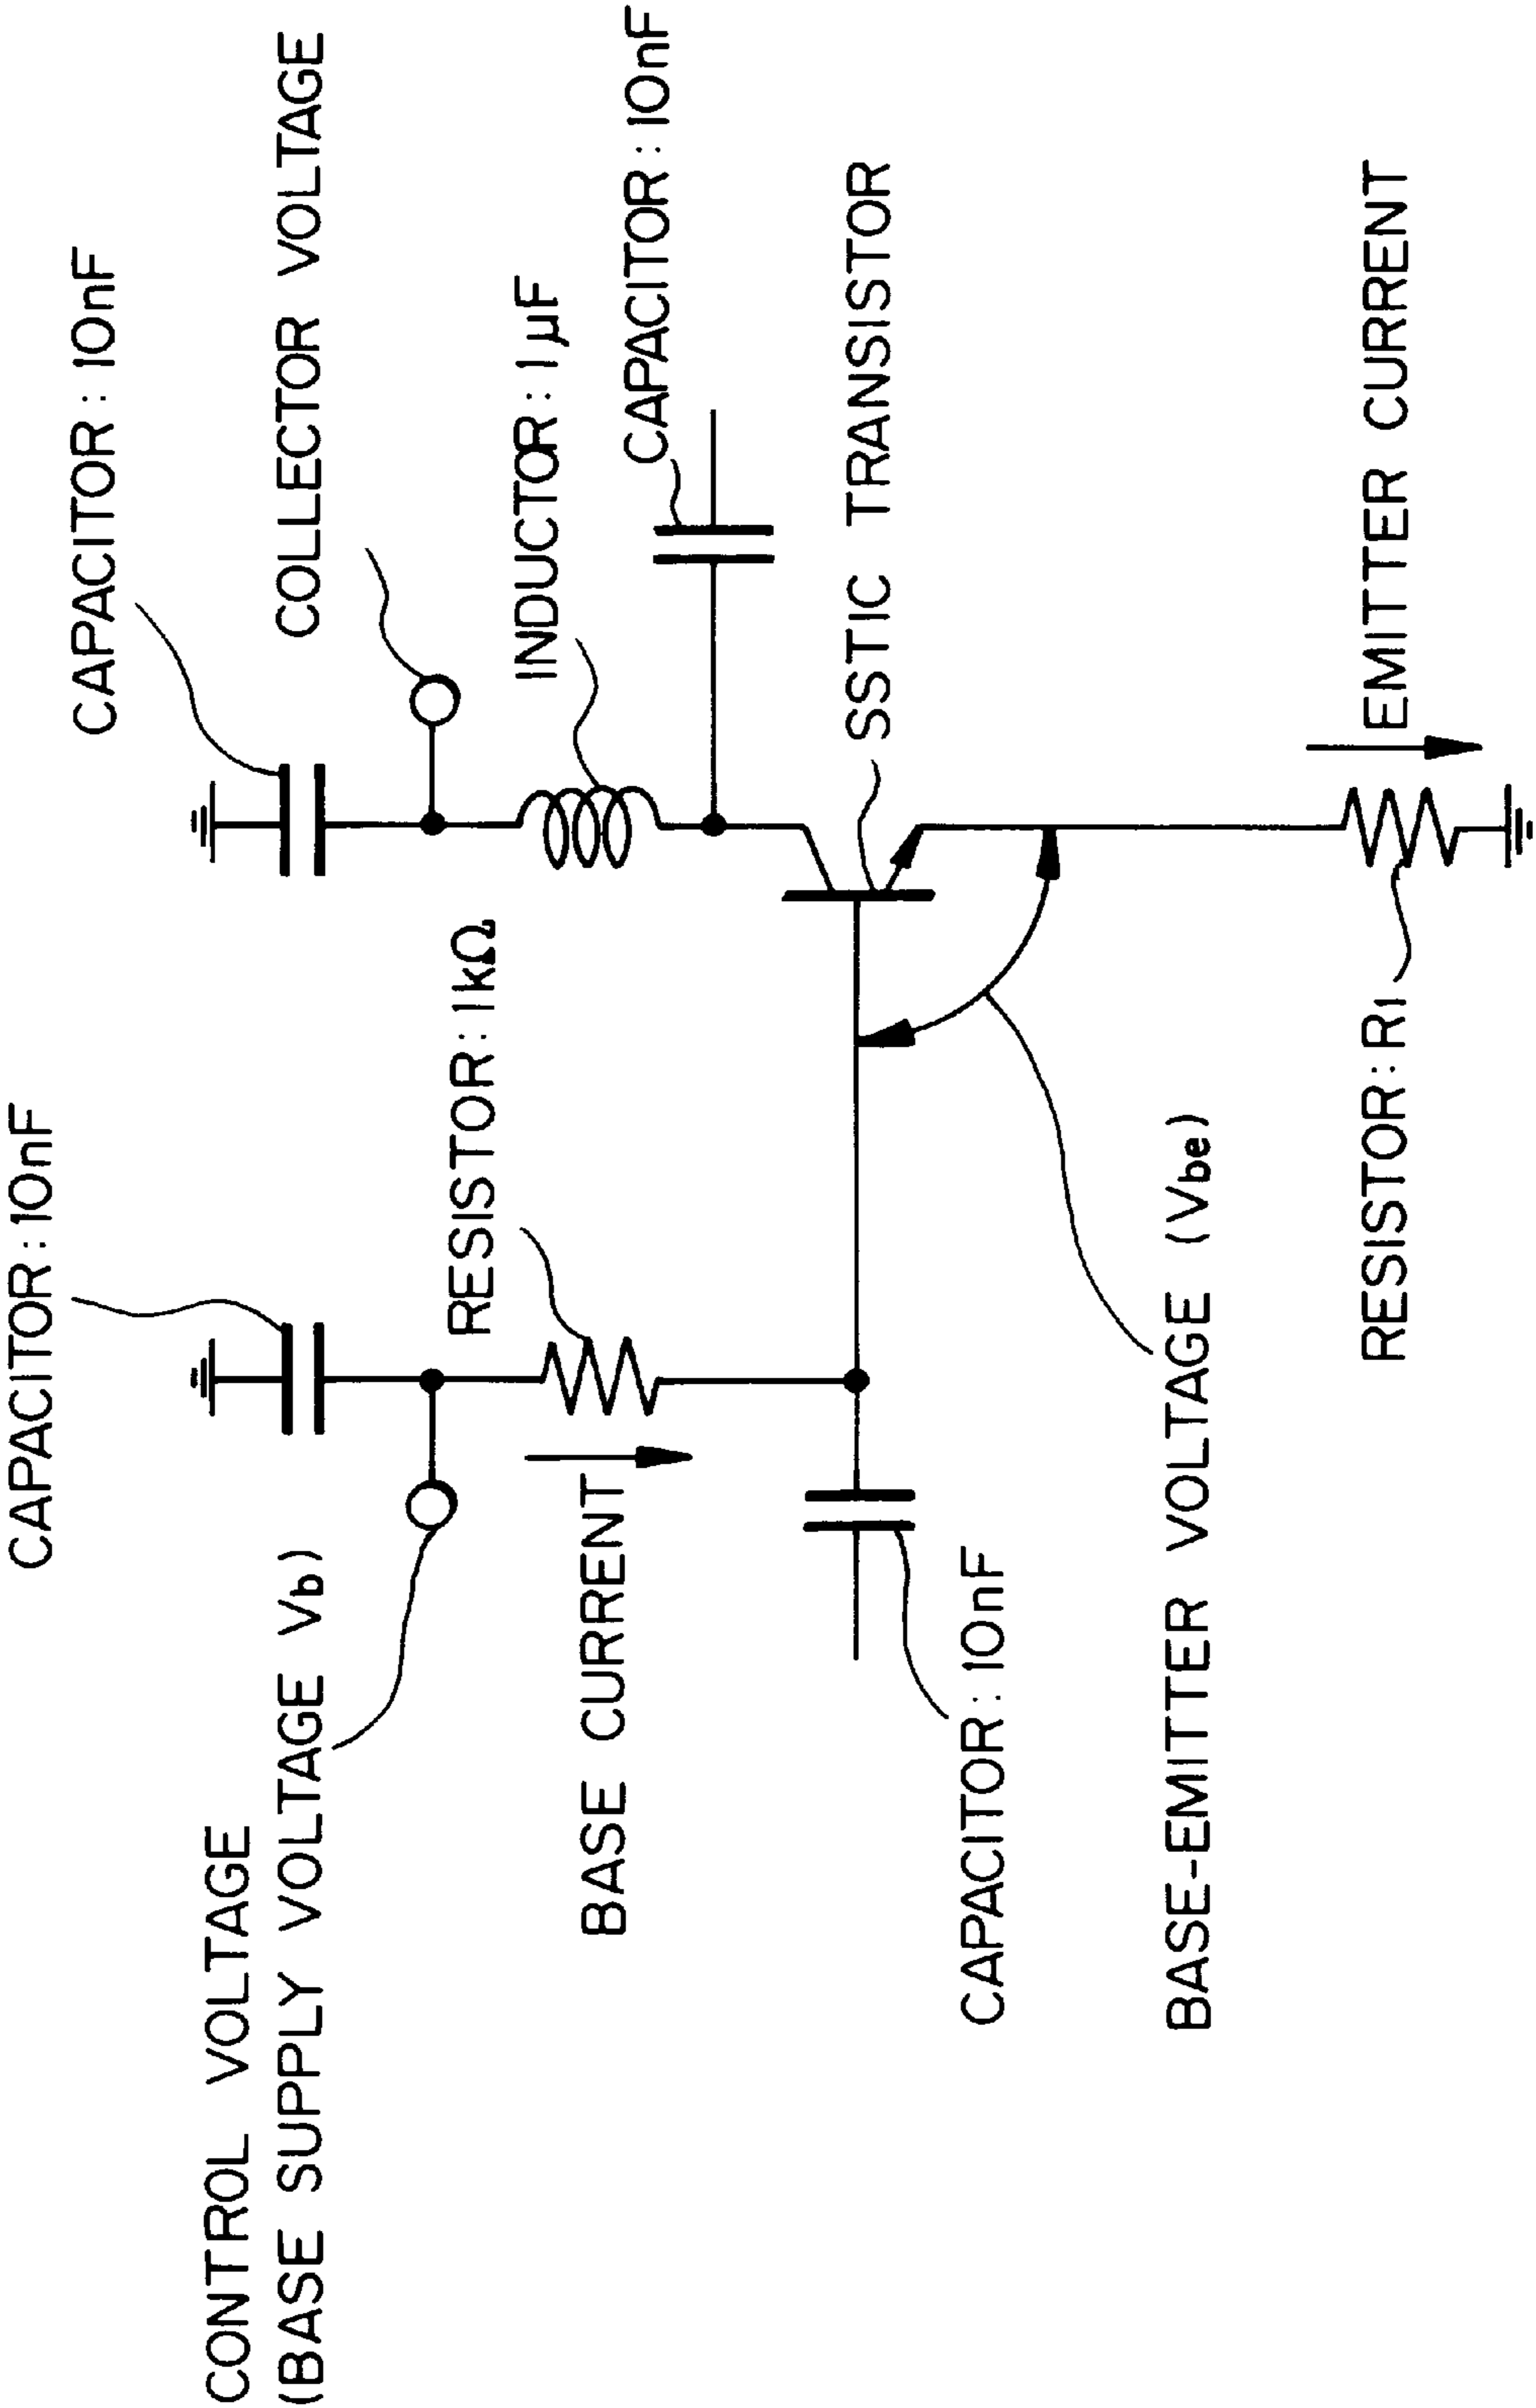 CONTROL VOLTAGE
(BASE SUPPLY VOLTAGE Vb)
CAPACITOR:10nF
CAPACITOR:10nF
COLLECTOR VOLTAGE
RESISTOR:1kΩ
INDUCTOR:1μF
BASE CURRENT
CAPACITOR:10nF
SSTIC TRANSISTOR
CAPACITOR:10nF
BASE-EMITTER VOLTAGE (Vbe)
RESISTOR:R1
EMITTER CURRENT